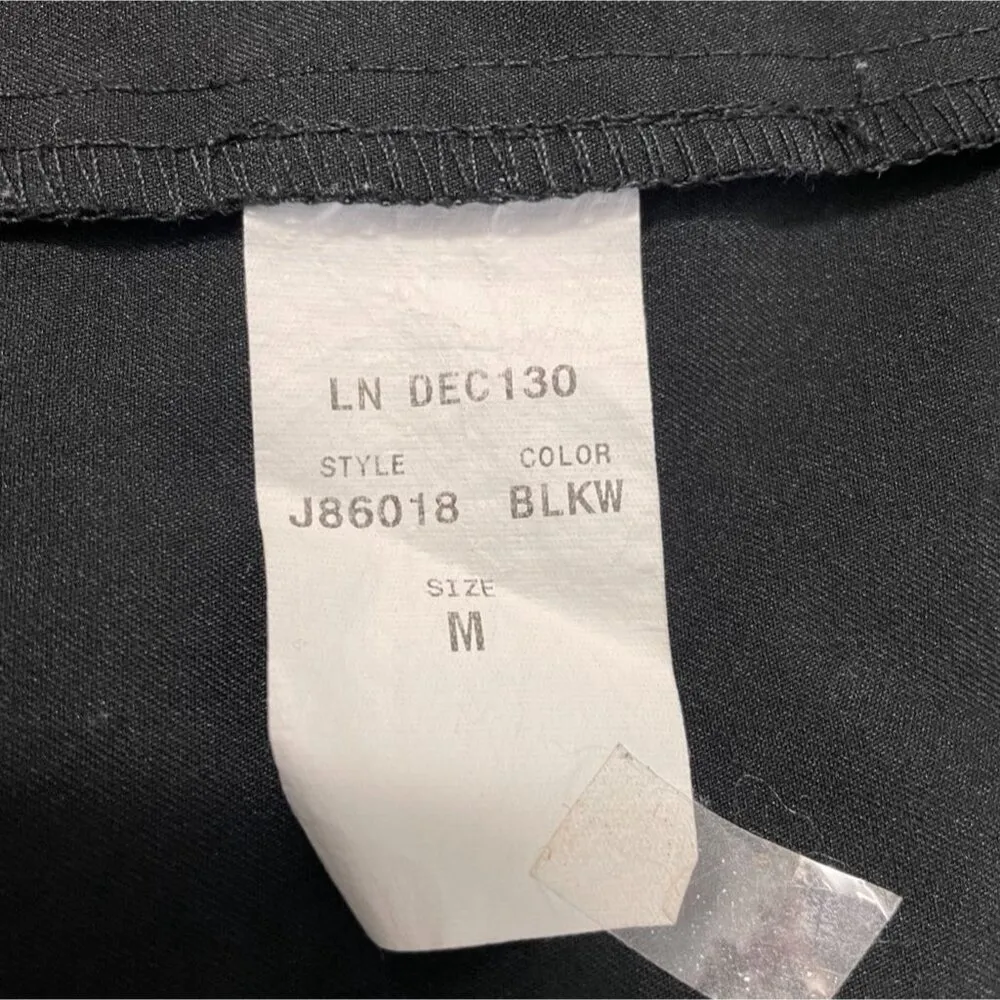 LN DEC130
STYLE COLOR
J86018 BLKW
SIZE
M